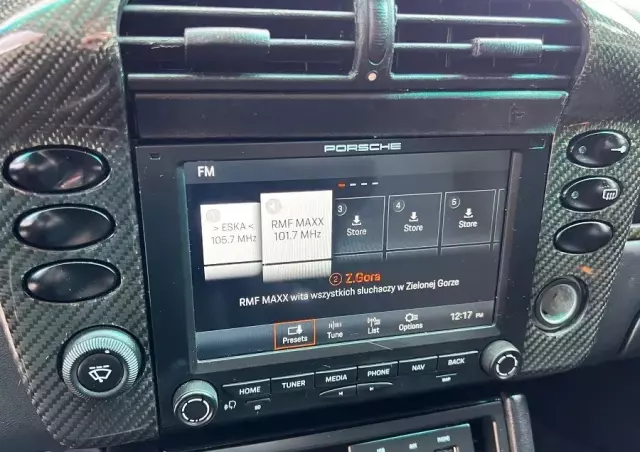 PORSCHE
FM
1
> ESKA <
105.7 MHz
RMF MAXX
101.7 MHz
3
Store
4
Store
5
Store
2 Z.Gora
RMF MAXX wita wszystkich sluchaczy w Zielonej Gorze
Presets
Tune
List
Options
12:17 PM
HOME
TUNER
MEDIA
PHONE
NAV
BACK